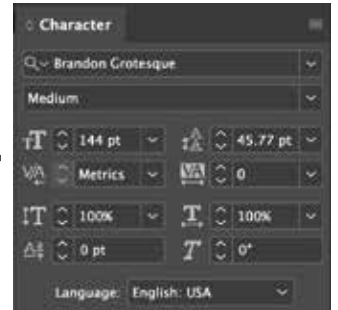 Character
Brandon Grotesque
Medium
144 pt 45.77 pt
Metrics 0
100% 100%
0 pt 0°
Language: English: USA